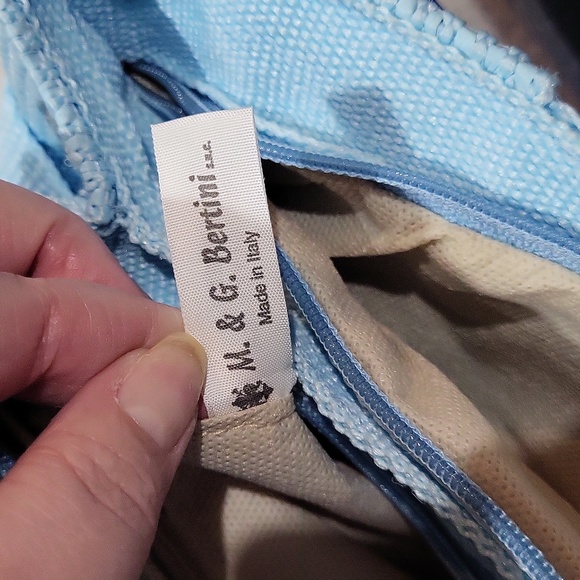 M. & G. Bertini s.n.c.
Made in Italy